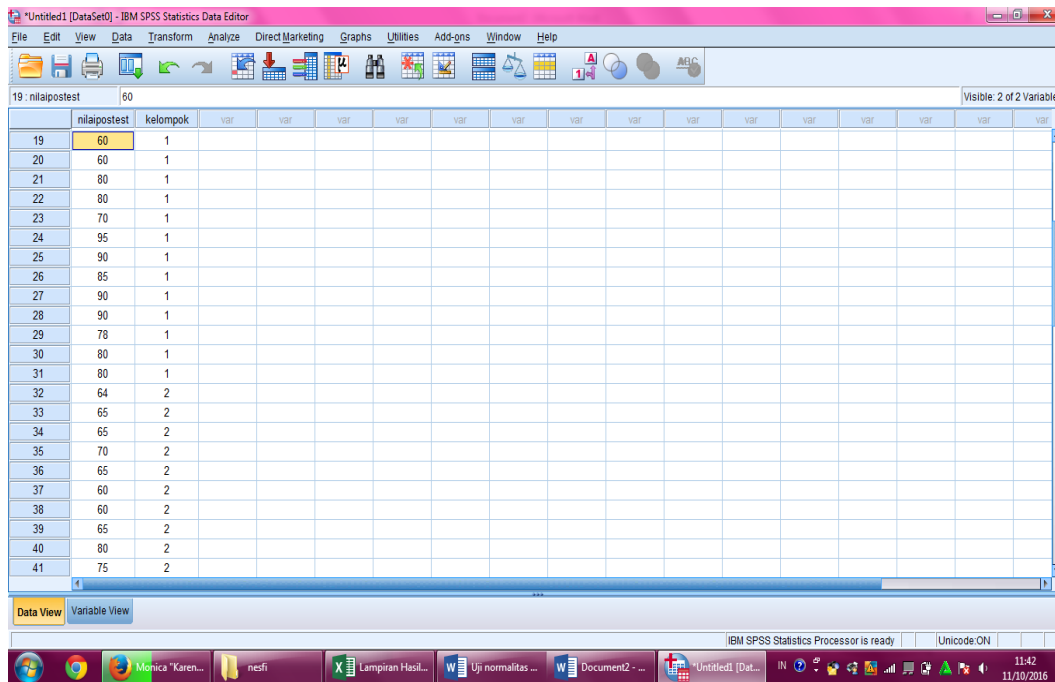 *Untitled1 [DataSet0] - IBM SPSS Statistics Data Editor
File Edit View Data Transform Analyze Direct Marketing Graphs Utilities Add-ons Window Help
19 : nilaipostest 60 Visible: 2 of 2 Variable
nilaipostest kelompok var var var var var var var var var var var var var var var
19 60 1
20 60 1
21 80 1
22 80 1
23 70 1
24 95 1
25 90 1
26 85 1
27 90 1
28 90 1
29 78 1
30 80 1
31 80 1
32 64 2
33 65 2
34 65 2
35 70 2
36 65 2
37 60 2
38 60 2
39 65 2
40 80 2
41 75 2
Data View Variable View
IBM SPSS Statistics Processor is ready Unicode:ON
Monica "Karen... nesfi Lampiran Hasil... Uji normalitas ... Document2 - ... *Untitled1 [Dat... IN 11:42
11/10/2016